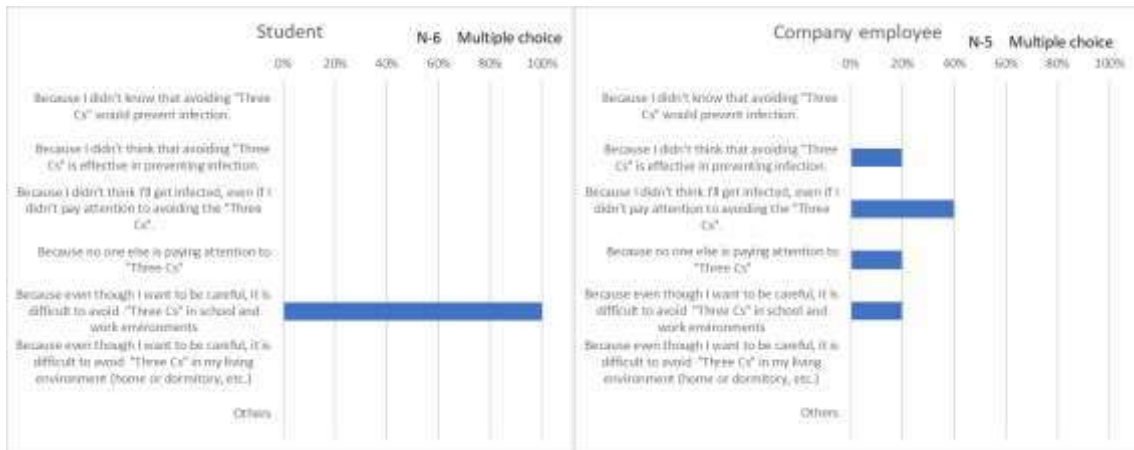 Student
N-6 Multiple choice
0% 20% 40% 60% 80% 100%
Because I didn't know that avoiding "Three
Cs" would prevent infection.
Because I didn't think that avoiding "Three
Cs" is effective in preventing infection.
Because I didn't think I'll get infected, even if I
didn't pay attention to avoiding the "Three
Cs".
Because no one else is paying attention to
"Three Cs"
Because even though I want to be careful, it is
difficult to avoid "Three Cs" in school and
work environments
Because even though I want to be careful, it is
difficult to avoid "Three Cs" in my living
environment (home or dormitory, etc.)
Others
Company employee
N-5 Multiple choice
0% 20% 40% 60% 80% 100%
Because I didn't know that avoiding "Three
Cs" would prevent infection.
Because I didn't think that avoiding "Three
Cs" is effective in preventing infection.
Because I didn't think I'll get infected, even if I
didn't pay attention to avoiding the "Three
Cs".
Because no one else is paying attention to
"Three Cs"
Because even though I want to be careful, it is
difficult to avoid "Three Cs" in school and
work environments
Because even though I want to be careful, it is
difficult to avoid "Three Cs" in my living
environment (home or dormitory, etc.)
Others